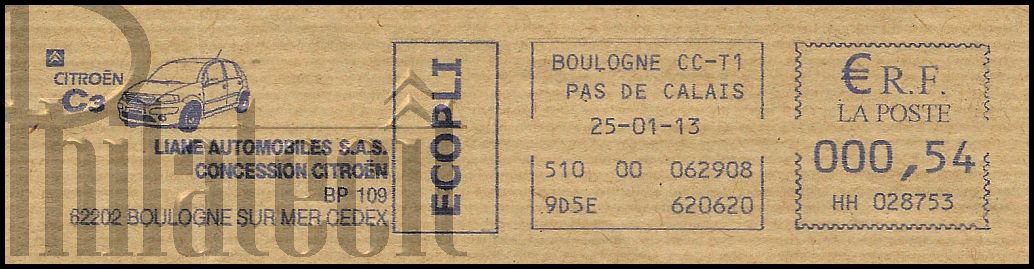 CITROËN
C3
LIANE AUTOMOBILES S.A.S.
CONCESSION CITROËN
BP 109
62202 BOULOGNE SUR MER CEDEX
ECOPLI
BOULOGNE CC-T1
PAS DE CALAIS
25-01-13
510 00 062908
9D5E 620620
€ R.F.
LA POSTE
000,54
HH 028753